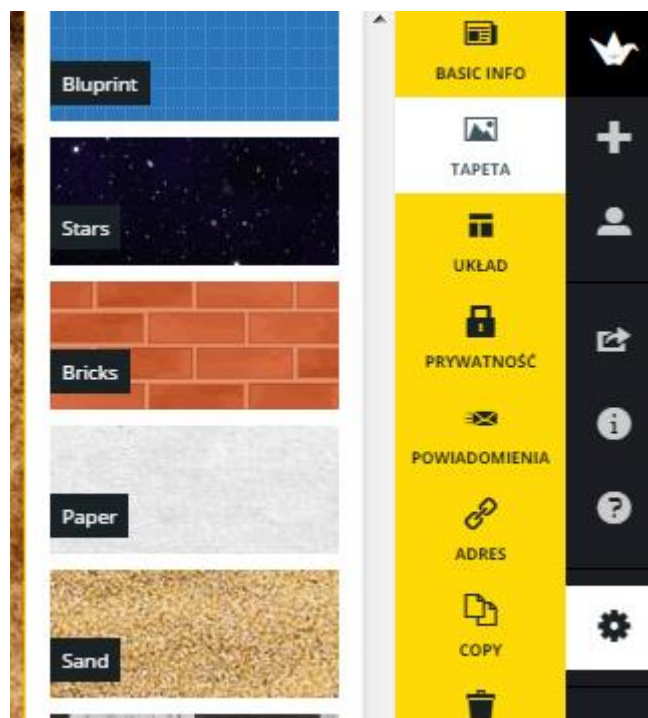 Bluprint
Stars
Bricks
Paper
Sand
BASIC INFO
TAPETA
UKŁAD
PRYWATNOŚĆ
POWIADOMIENIA
ADRES
COPY